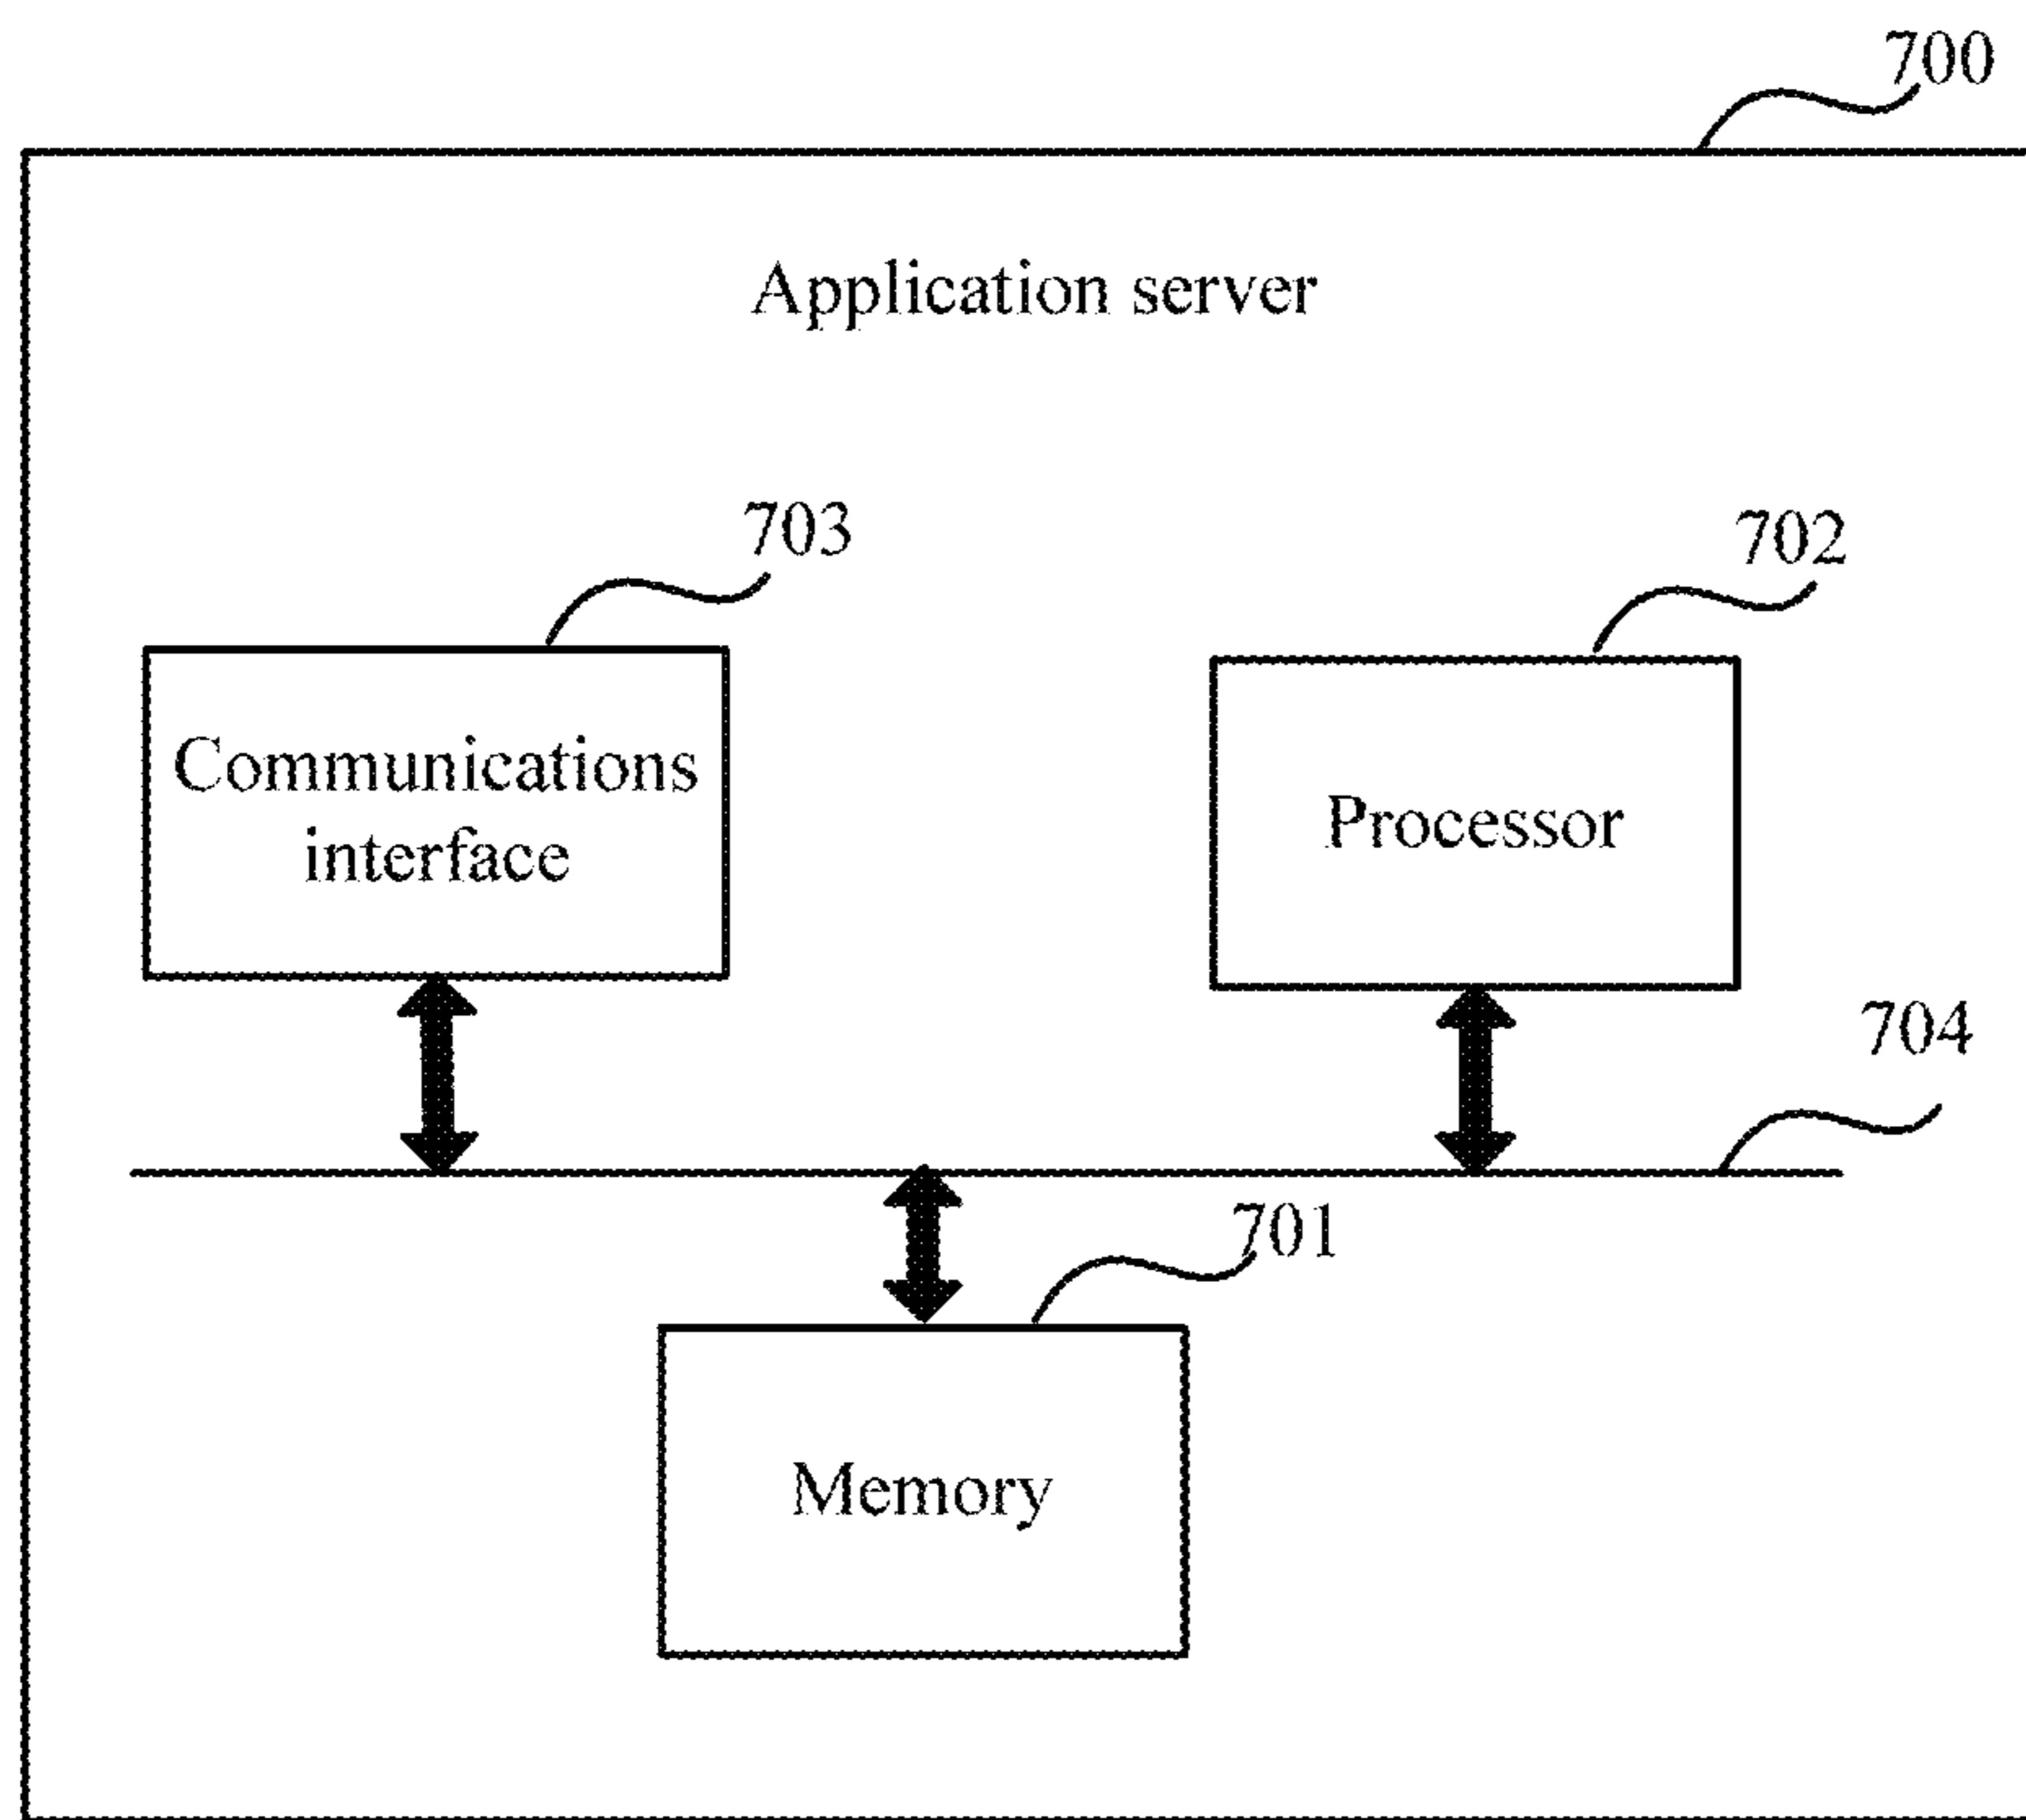 700
Application server
703
702
Communications
interface
Processor
704
701
Memory